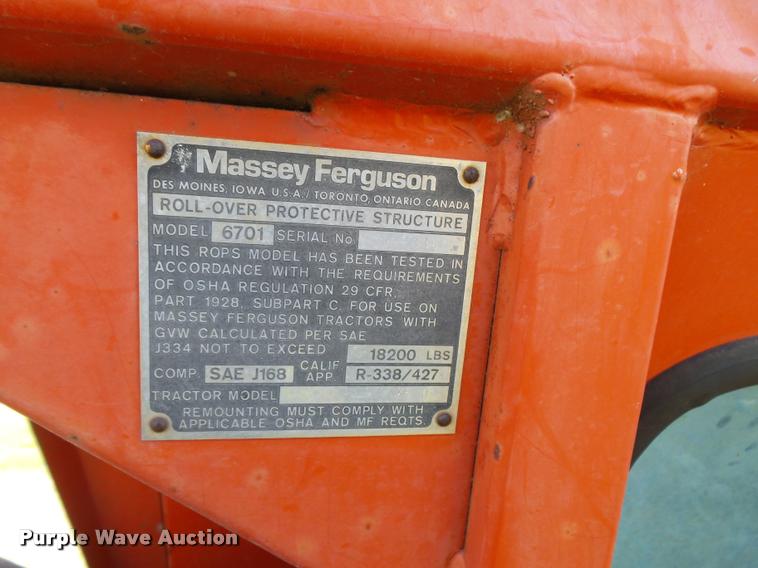 Massey Ferguson
DES MOINES, IOWA U.S.A./ TORONTO, ONTARIO CANADA
ROLL-OVER PROTECTIVE STRUCTURE
MODEL 6701 SERIAL No
THIS ROPS MODEL HAS BEEN TESTED IN
ACCORDANCE WITH THE REQUIREMENTS
OF OSHA REGULATION 29 CFR,
PART 1928, SUBPART C, FOR USE ON
MASSEY FERGUSON TRACTORS WITH
GVW CALCULATED PER SAE
J334 NOT TO EXCEED 18200 LBS
COMP. SAE J168 CALIF APP. R-338/427
TRACTOR MODEL
REMOUNTING MUST COMPLY WITH
APPLICABLE OSHA AND MF REQTS.
Purple Wave Auction